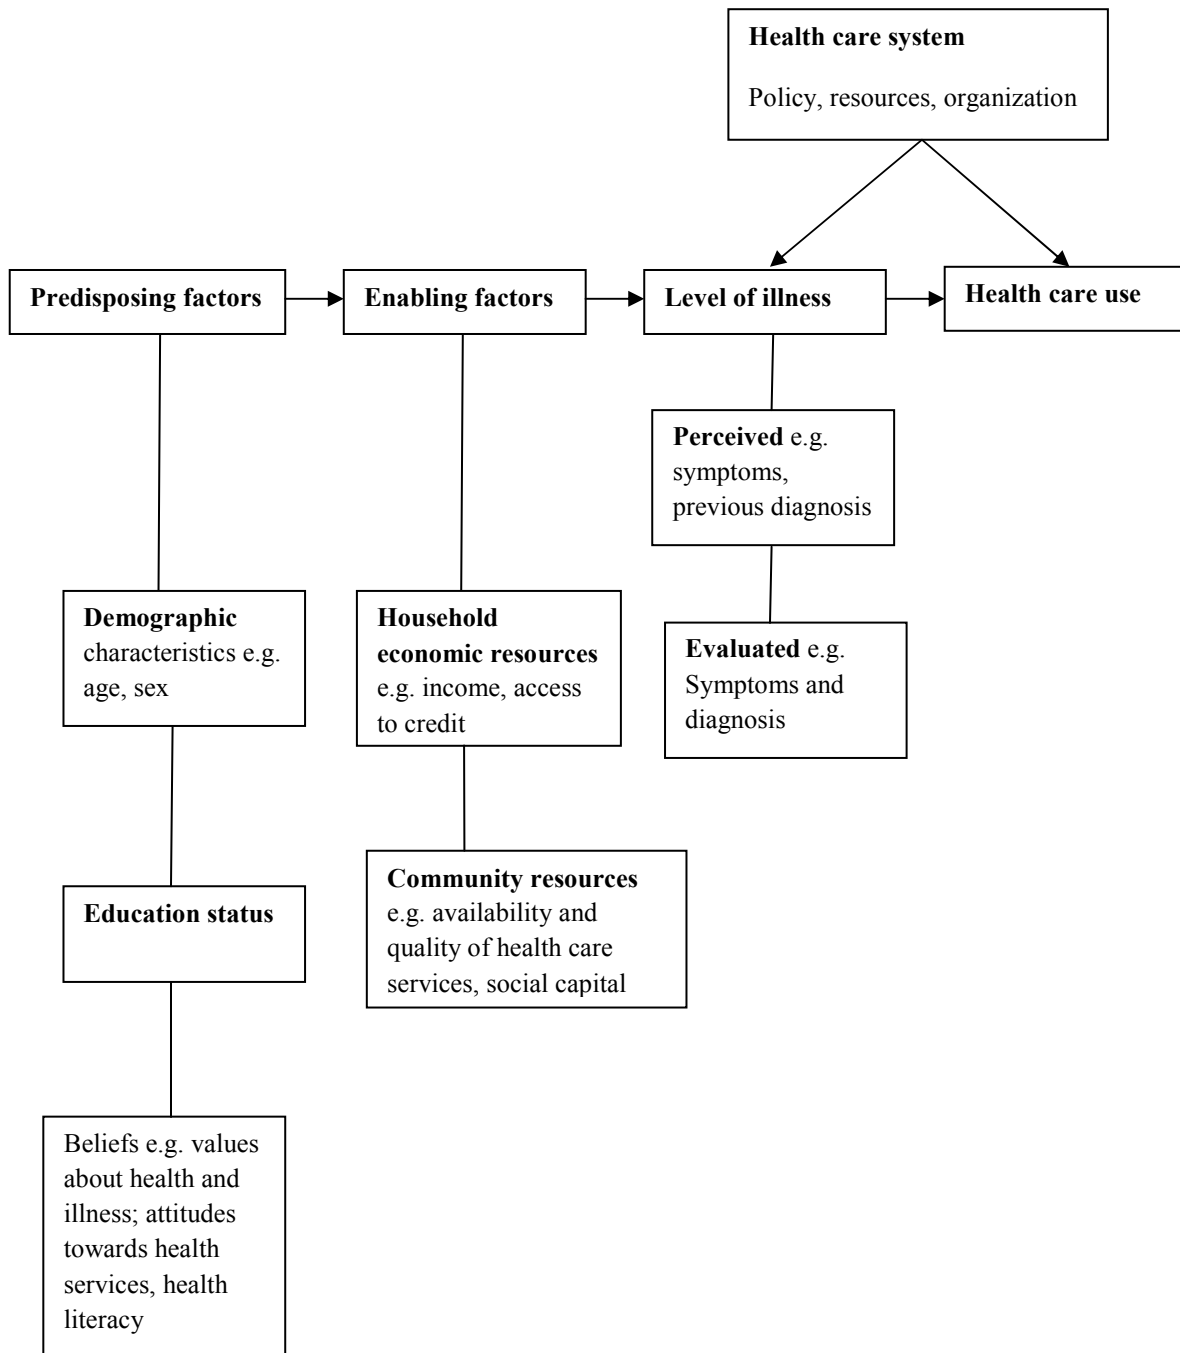 Health care system
Policy, resources, organization
Predisposing factors
Enabling factors
Level of illness
Health care use
Perceived e.g.
symptoms,
previous diagnosis
Demographic
characteristics e.g.
age, sex
Household
economic resources
e.g. income, access
to credit
Evaluated e.g.
Symptoms and
diagnosis
Education status
Community resources
e.g. availability and
quality of health care
services, social capital
Beliefs e.g. values
about health and
illness; attitudes
towards health
services, health
literacy